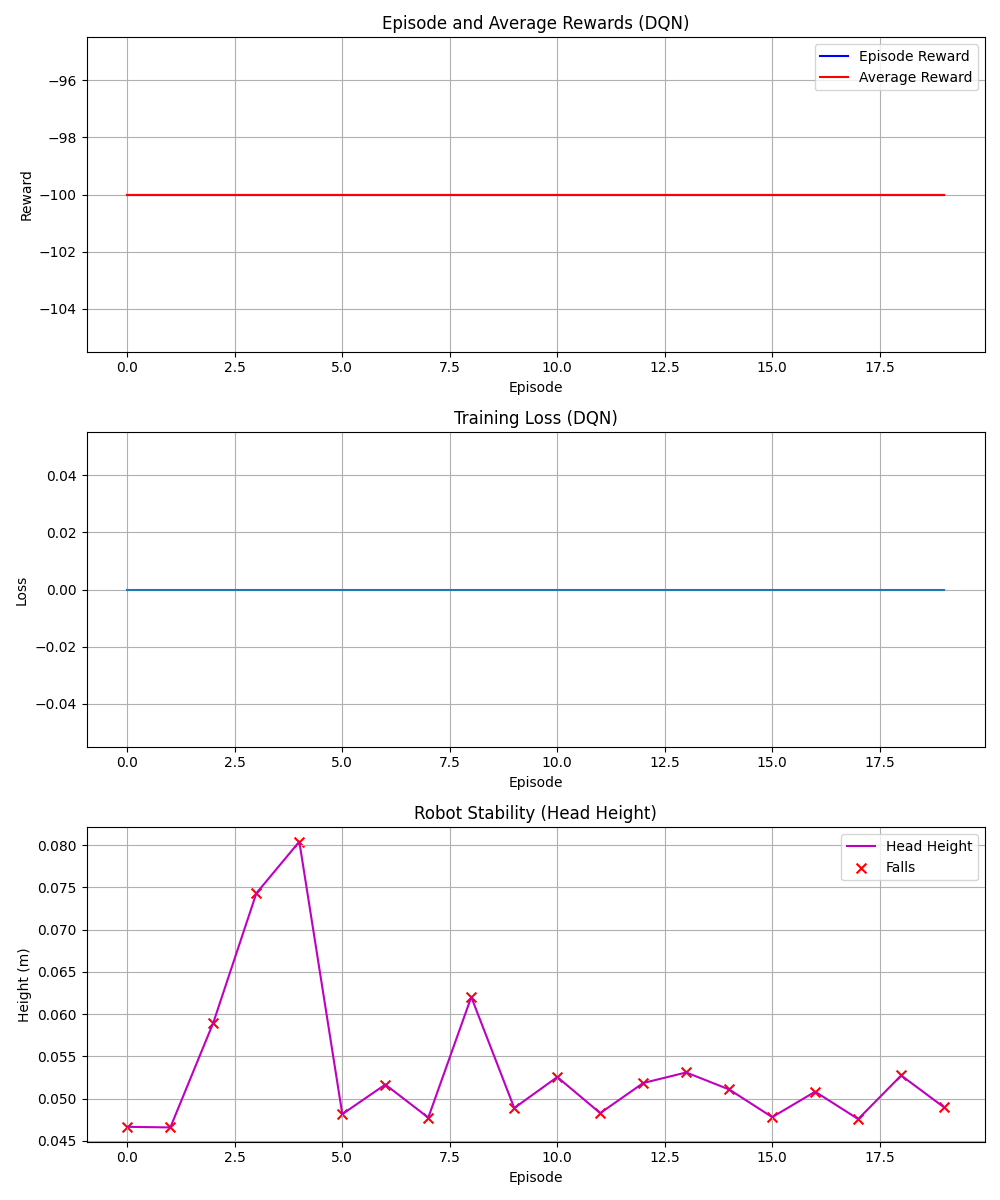 Episode and Average Rewards (DQN)
Episode Reward
Average Reward
−96
−98
−100
−102
−104
Reward
0.0 2.5 5.0 7.5 10.0 12.5 15.0 17.5
Episode
Training Loss (DQN)
0.04
0.02
0.00
−0.02
−0.04
Loss
0.0 2.5 5.0 7.5 10.0 12.5 15.0 17.5
Episode
Robot Stability (Head Height)
Head Height
Falls
0.080
0.075
0.070
0.065
0.060
0.055
0.050
0.045
Height (m)
0.0 2.5 5.0 7.5 10.0 12.5 15.0 17.5
Episode